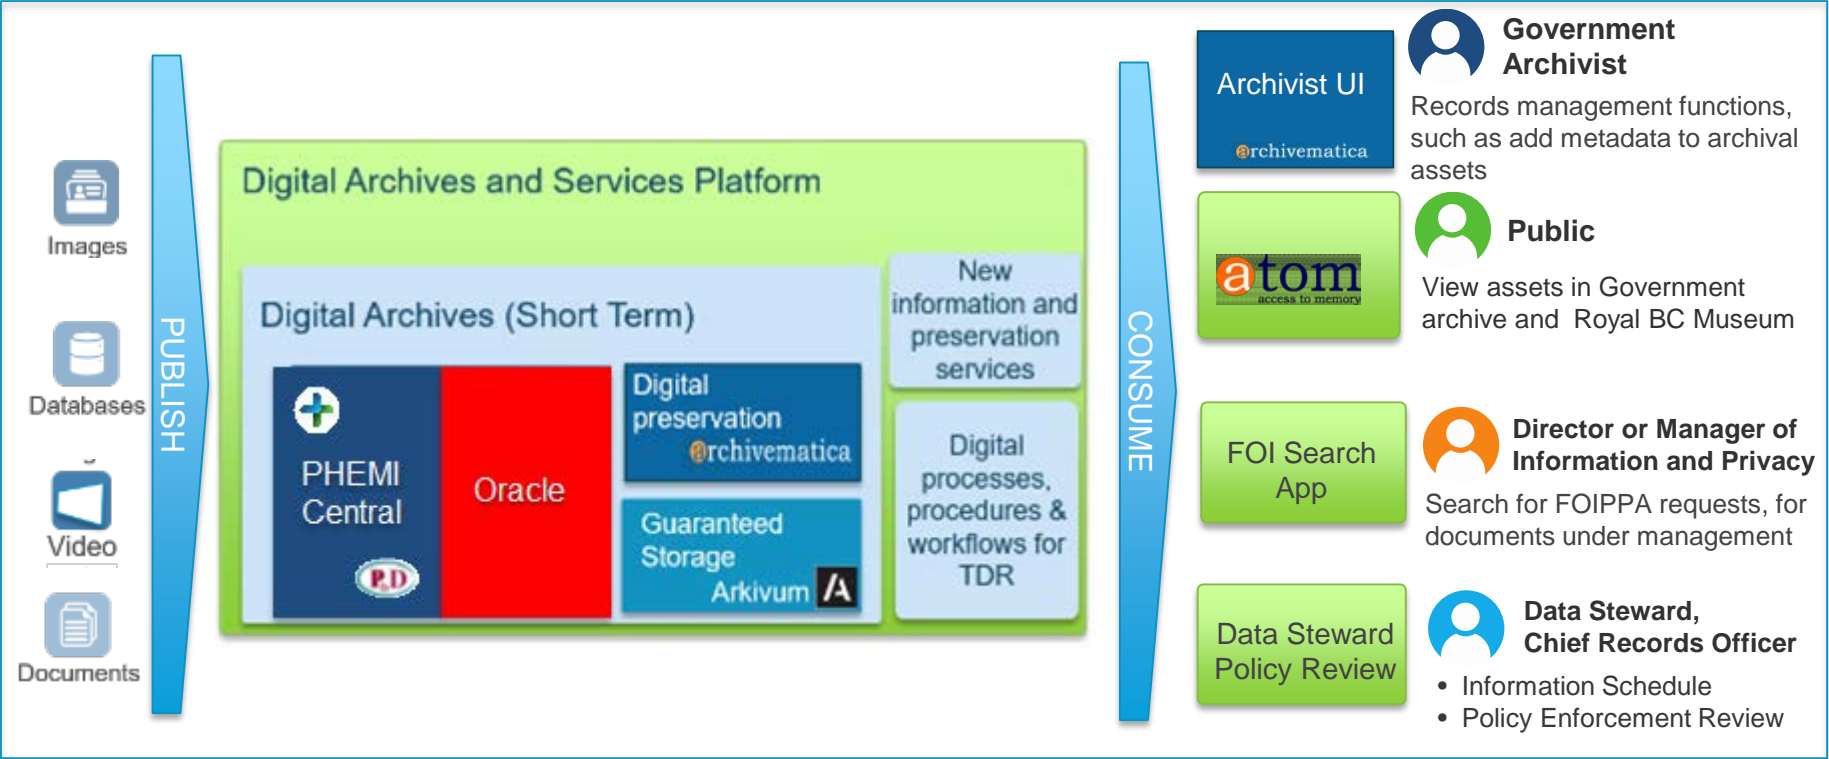 Images
Databases
Video
Documents
PUBLISH
Digital Archives and Services Platform
Digital Archives (Short Term)
PHEMI
Central
P&D
Oracle
Digital
preservation
archivematica
Guaranteed
Storage
Arkivum
New
information and
preservation
services
Digital
processes,
procedures &
workflows for
TDR
CONSUME
Archivist UI
archivematica
Government
Archivist
Records management functions,
such as add metadata to archival
assets
atom
access to memory
Public
View assets in Government
archive and Royal BC Museum
FOI Search
App
Director or Manager of
Information and Privacy
Search for FOIPPA requests, for
documents under management
Data Steward
Policy Review
Data Steward,
Chief Records Officer
• Information Schedule
• Policy Enforcement Review